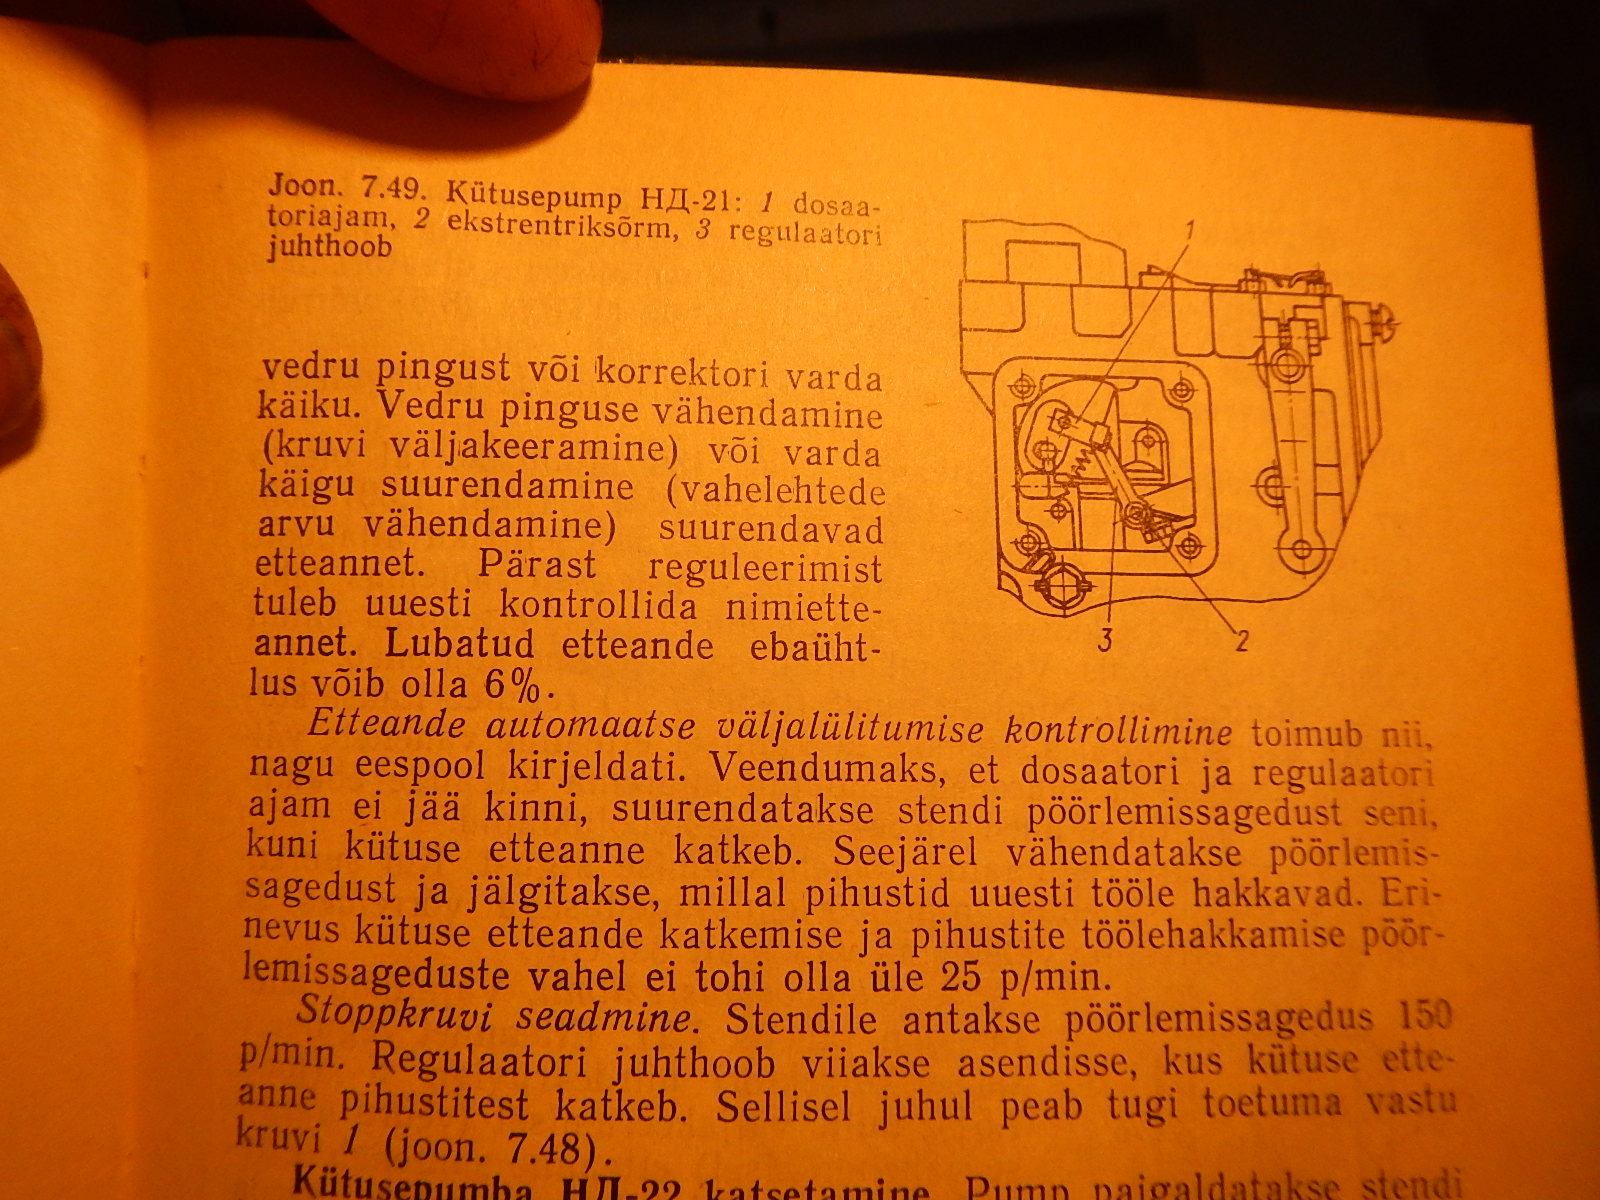 Joon. 7.49. Kütusepump НД-21: 1 dosaa-
toriajam, 2 ekstrentriksõrm, 3 regulaatori
juhthoob
1
3
2
vedru pingust või korrektori varda
käiku. Vedru pinguse vähendamine
(kruvi väljakeeramine) või varda
käigu suurendamine (vahelehtede
arvu vähendamine) suurendavad
etteannet. Pärast reguleerimist
tuleb uuesti kontrollida nimiette-
annet. Lubatud etteande ebaüht-
lus võib olla 6%.
Etteande automaatse väljalülitumise kontrollimine toimub nii,
nagu eespool kirjeldati. Veendumaks, et dosaatori ja regulaatori
ajam ei jää kinni, suurendatakse stendi pöörlemissagedust seni,
kuni kütuse etteanne katkeb. Seejärel vähendatakse pöörlemis-
sagedust ja jälgitakse, millal pihustid uuesti tööle hakkavad. Eri-
nevus kütuse etteande katkemise ja pihustite töölehakkamise pöör-
lemissageduste vahel ei tohi olla üle 25 p/min.
Stoppkruvi seadmine. Stendile antakse pöörlemissagedus 150
p/min. Regulaatori juhthoob viiakse asendisse, kus kütuse ette-
anne pihustitest katkeb. Sellisel juhul peab tugi toetuma vastu
kruvi 1 (joon. 7.48).
Kütusepumba НД-22 katsetamine. Pump paigaldatakse stendi